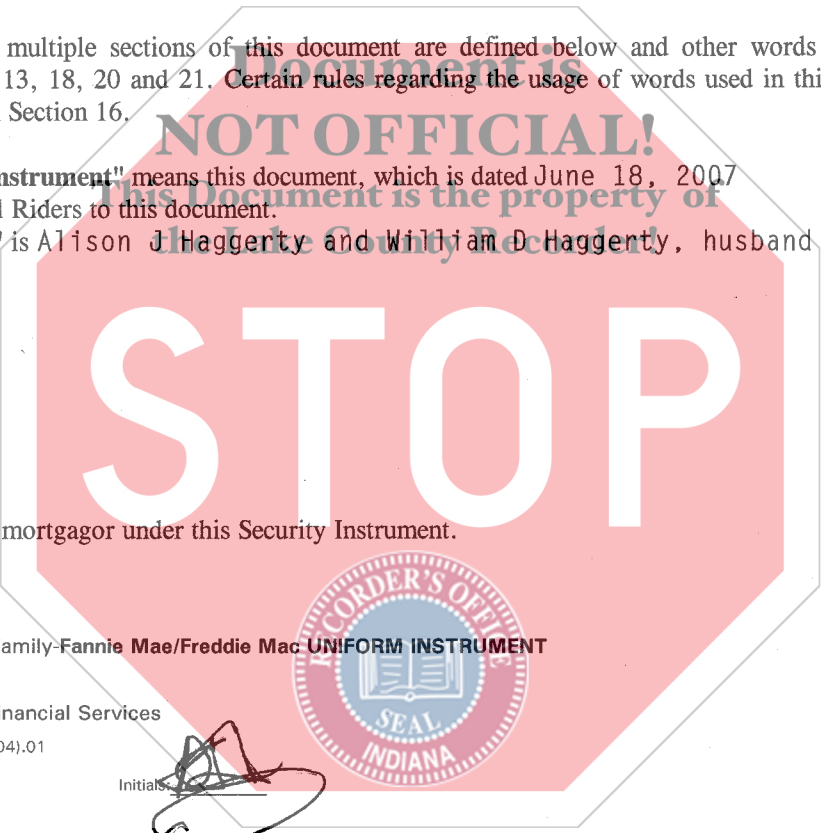 multiple sections of this document are defined below and other words
13, 18, 20 and 21. Certain rules regarding the usage of words used in thi
Section 16.
Document is
NOT OFFICIAL!
This Document is the property of
the Lake County Recorder!
nstrument" means this document, which is dated June 18, 2007
Riders to this document.
is Alison J Haggerty and William D Haggerty, husband
STOP
mortgagor under this Security Instrument.
RECORDER'S OFFICE
SEAL
INDIANA
amily-Fannie Mae/Freddie Mac UNIFORM INSTRUMENT
inancial Services
04).01
Initials: